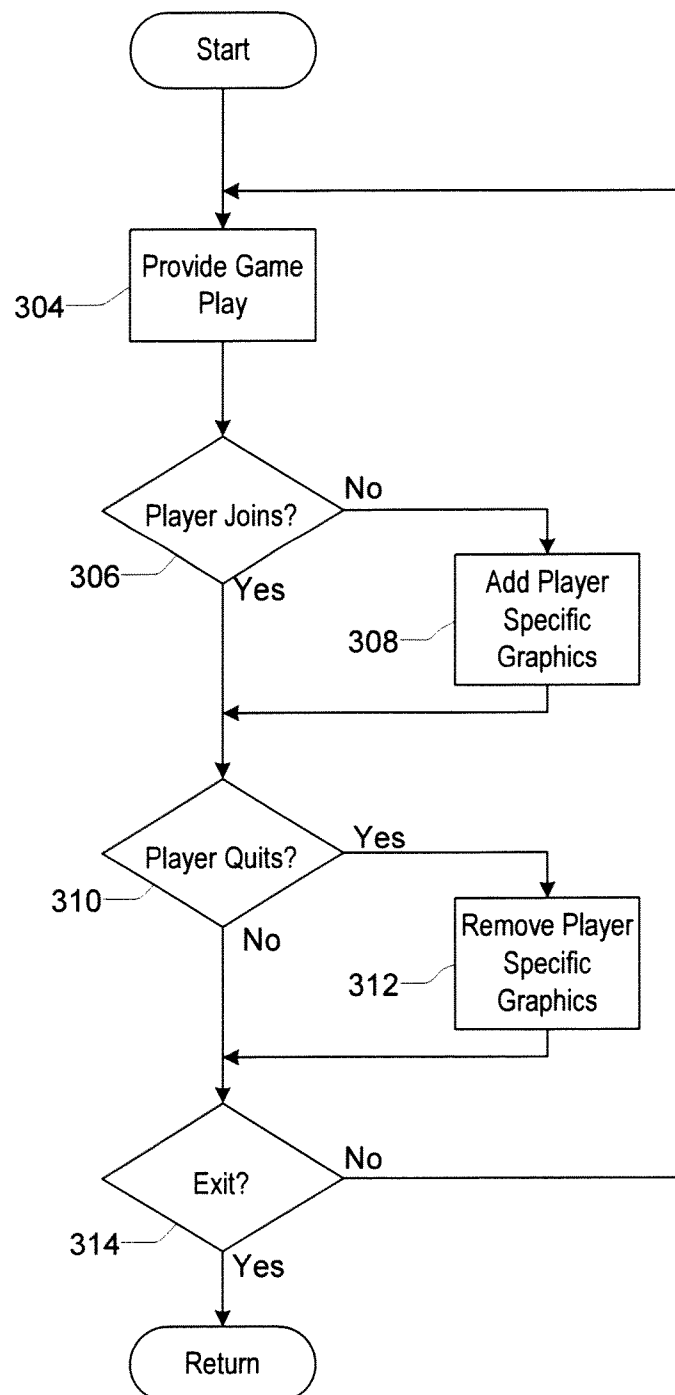 Start
Provide Game
Play
304
Player Joins?
306
No
Yes
Add Player
Specific
Graphics
308
Player Quits?
310
Yes
No
Remove Player
Specific
Graphics
312
Exit?
314
No
Yes
Return